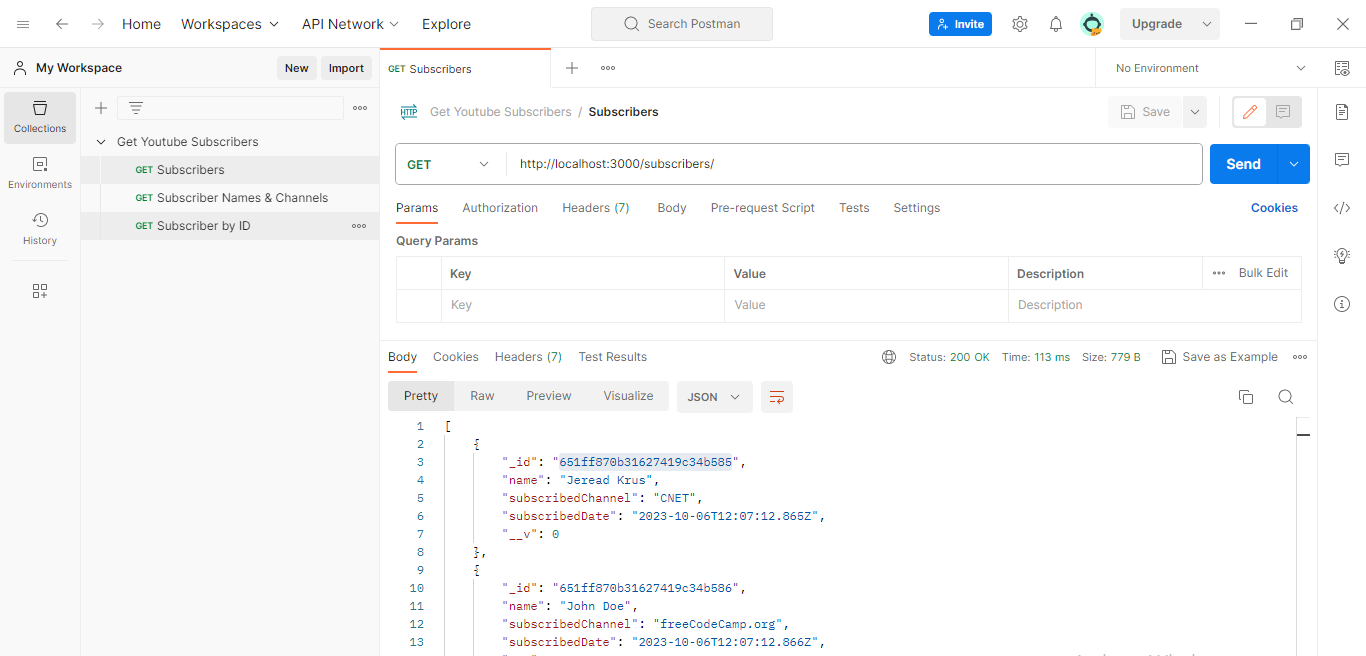 Home Workspaces API Network Explore Search Postman Invite Upgrade
My Workspace New Import GET Subscribers No Environment
Collections
Environments
History
Get Youtube Subscribers
GET Subscribers
GET Subscriber Names & Channels
GET Subscriber by ID
HTTP Get Youtube Subscribers / Subscribers Save
GET http://localhost:3000/subscribers/ Send
Params Authorization Headers (7) Body Pre-request Script Tests Settings Cookies
Query Params
Key Value Description Bulk Edit
Key Value Description
Body Cookies Headers (7) Test Results Status: 200 OK Time: 113 ms Size: 779 B Save as Example
Pretty Raw Preview Visualize JSON
1 [
2 {
3 "_id": "651ff870b31627419c34b585",
4 "name": "Jeread Krus",
5 "subscribedChannel": "CNET",
6 "subscribedDate": "2023-10-06T12:07:12.865Z",
7 "__v": 0
8 },
9 {
10 "_id": "651ff870b31627419c34b586",
11 "name": "John Doe",
12 "subscribedChannel": "freeCodeCamp.org",
13 "subscribedDate": "2023-10-06T12:07:12.866Z",